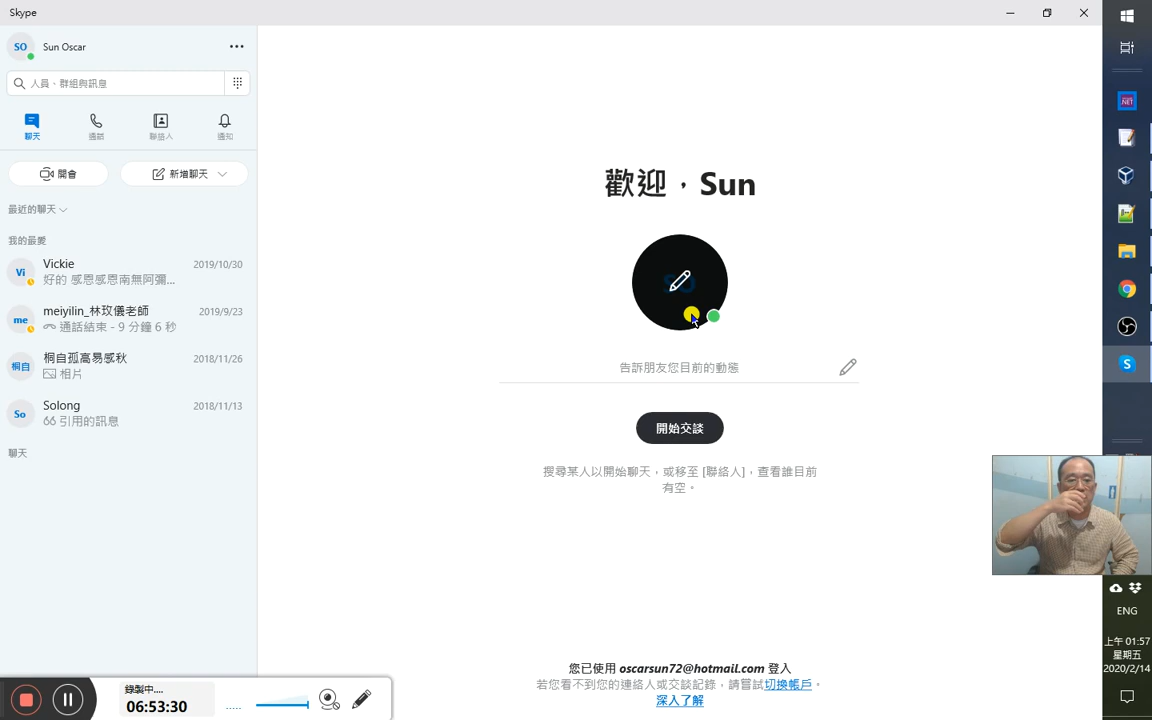 Skype
SO
Sun Oscar
人員、群組與訊息
聊天
通話
聯絡人
通知
開會
新增聊天
最近的聊天
我的最愛
Vi
Vickie
2019/10/30
好的 感恩感恩南無阿彌...
me
meiyilin_林玫儀老師
2019/9/23
通話結束 - 9 分鐘 6 秒
桐自
桐自孤高易感秋
2018/11/26
相片
So
Solong
2018/11/13
引用的訊息
聊天
歡迎，Sun
SO
告訴朋友您目前的動態
開始交談
搜尋某人以開始聊天，或移至 [聯絡人]，查看誰目前
有空。
您已使用 oscarsun72@hotmail.com 登入
若您看不到您的連絡人或交談記錄，請嘗試切換帳戶。
深入了解
錄製中....
06:53:30
.NET
S
ENG
上午 01:57
星期五
2020/2/14